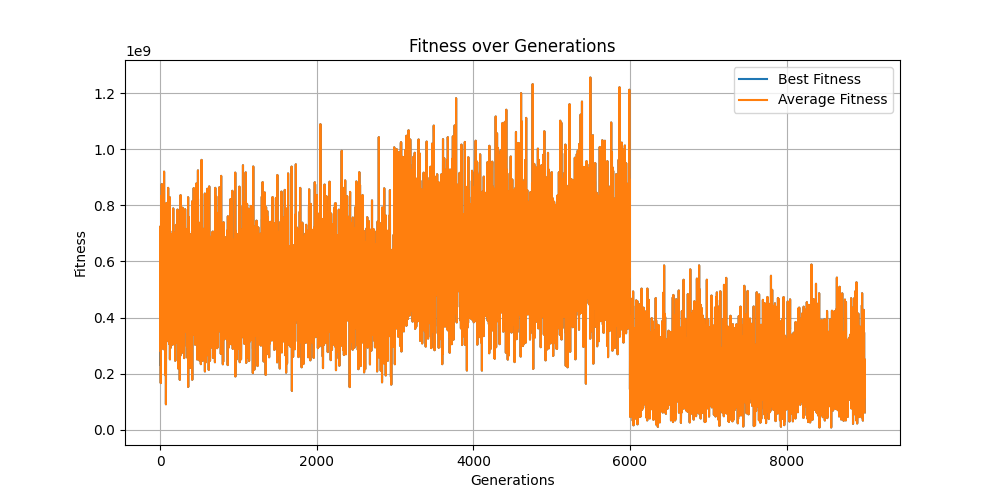 Fitness over Generations
1e9
Best Fitness
Average Fitness
1.2
1.0
0.8
0.6
0.4
0.2
0.0
Fitness
0 2000 4000 6000 8000
Generations